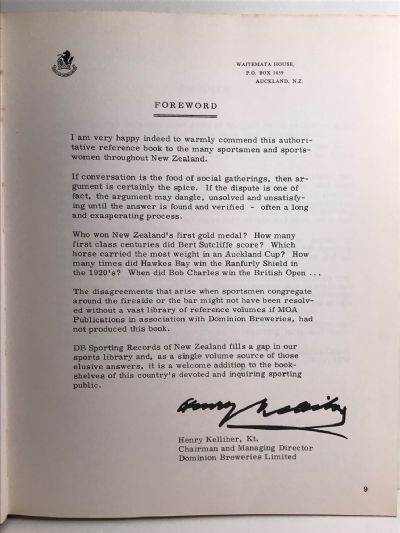 WAITEMATA HOUSE,
P.O. BOX 1659
AUCKLAND, N.Z.
FOREWORD
I am very happy indeed to warmly commend this authori-
tative reference book to the many sportsmen and sports-
women throughout New Zealand.
If conversation is the food of social gatherings, then ar-
gument is certainly the spice. If the dispute is one of
fact, the argument may dangle, unsolved and unsatisfy-
ing until the answer is found and verified - often a long
and exasperating process.
Who won New Zealand's first gold medal? How many
first class centuries did Bert Sutcliffe score? Which
horse carried the most weight in an Auckland Cup? How
many times did Hawkes Bay win the Ranfurly Shield in
the 1920's? When did Bob Charles win the British Open ...
The disagreements that arise when sportsmen congregate
around the fireside or the bar might not have been resolv-
ed without a vast library of reference volumes if MOA
Publications in association with Dominion Breweries, had
not produced this book.
DB Sporting Records of New Zealand fills a gap in our
sports library and, as a single volume source of those
elusive answers, it is a welcome addition to the book-
shelves of this country's devoted and inquiring sporting
public.
Henry Kelliher
Henry Kelliher, Kt.
Chairman and Managing Director
Dominion Breweries Limited
9